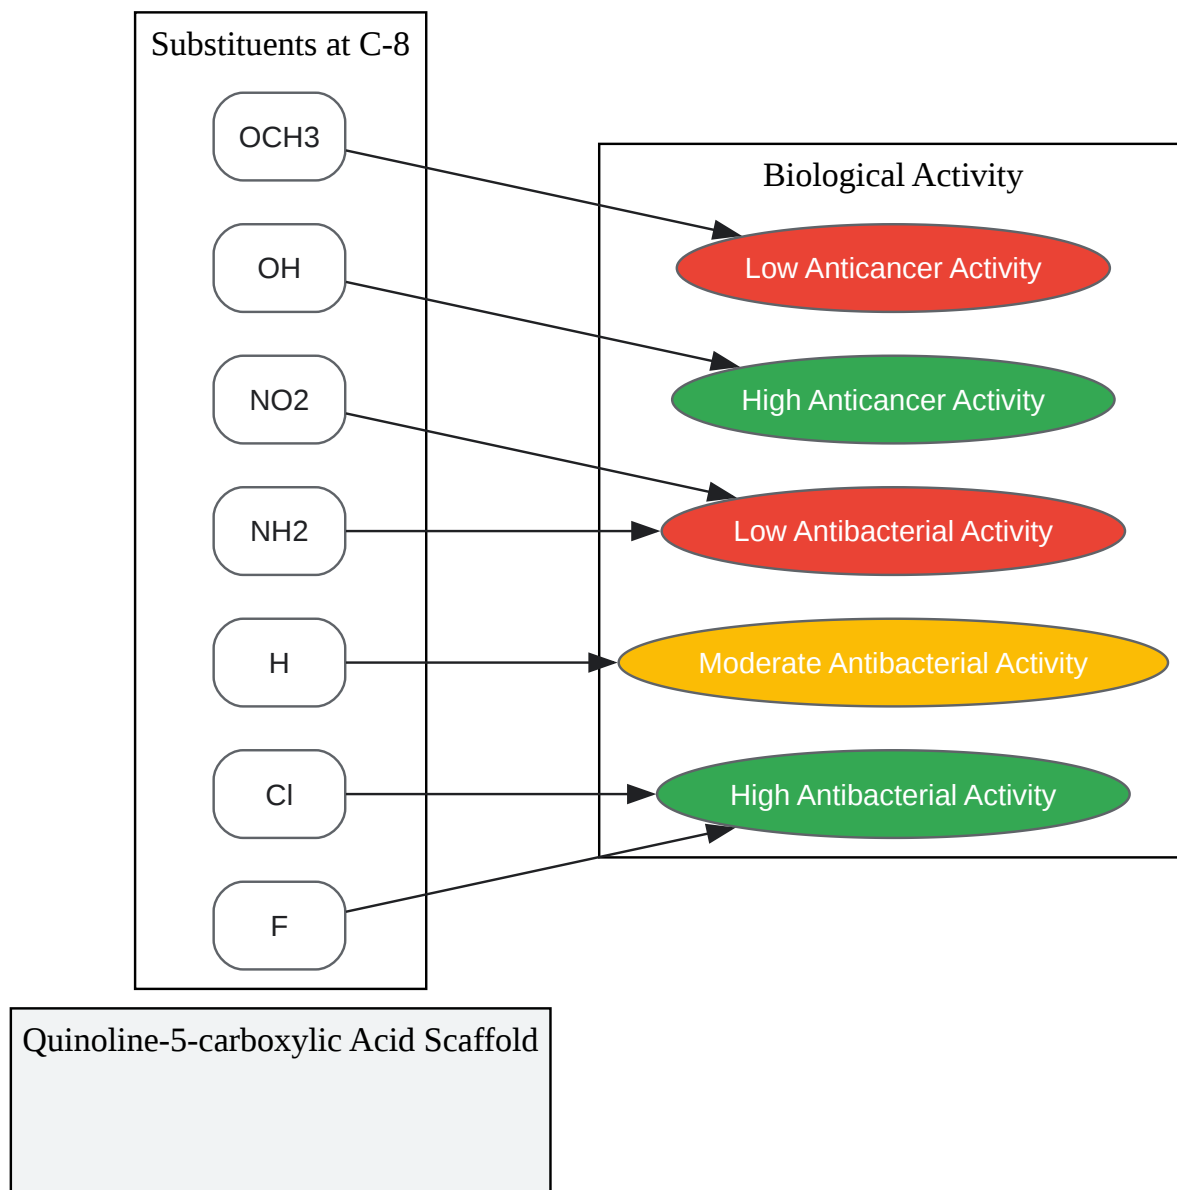 Substituents at C-8
OCH3
OH
NO2
NH2
H
Cl
F
Biological Activity
Low Anticancer Activity
High Anticancer Activity
Low Antibacterial Activity
Moderate Antibacterial Activity
High Antibacterial Activity
Quinoline-5-carboxylic Acid Scaffold